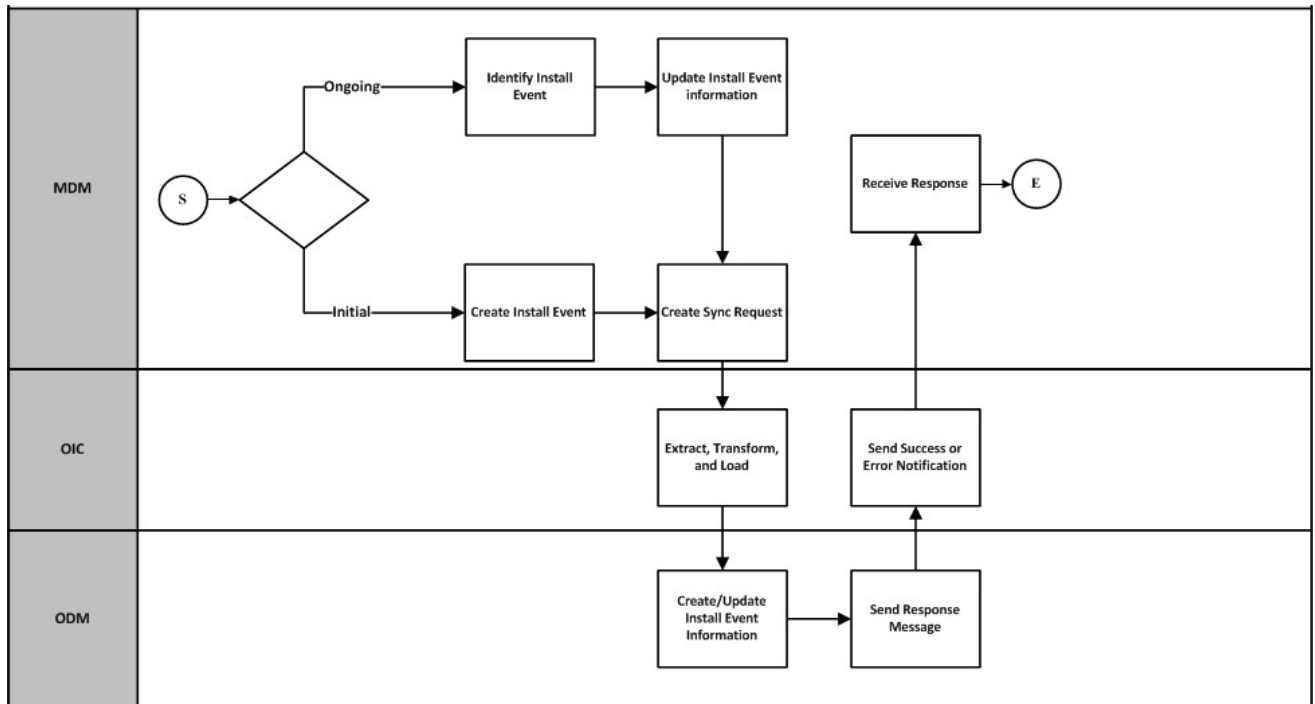 MDM
S
Ongoing
Identify Install
Event
Update Install Event
information
Receive Response
E
Initial
Create Install Event
Create Sync Request
OIC
Extract, Transform,
and Load
Send Success or
Error Notification
ODM
Create/Update
Install Event
Information
Send Response
Message